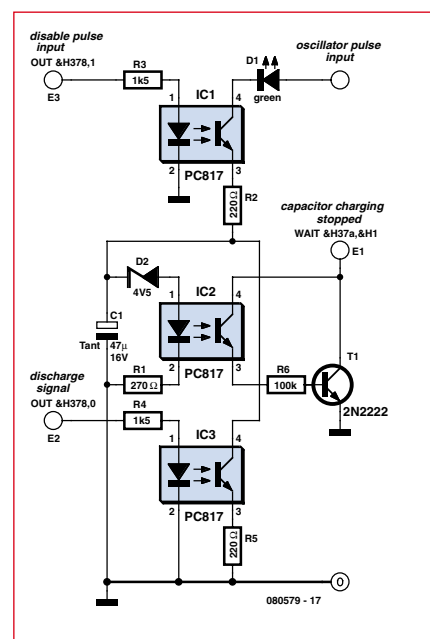 disable pulse
input
OUT &H378,1
E3
R3
1k5
D1
green
oscillator pulse
input
IC1
1
4
2
3
PC817
R2
220Ω
capacitor charging
stopped
WAIT &H37a,&H1
E1
D2
4V5
IC2
1
4
2
3
PC817
C1
Tant
47µ
16V
R1
270Ω
R6
100k
T1
2N2222
discharge
signal
OUT &H378,0
E2
R4
1k5
IC3
1
4
2
3
PC817
R5
220Ω
0
080579 - 17